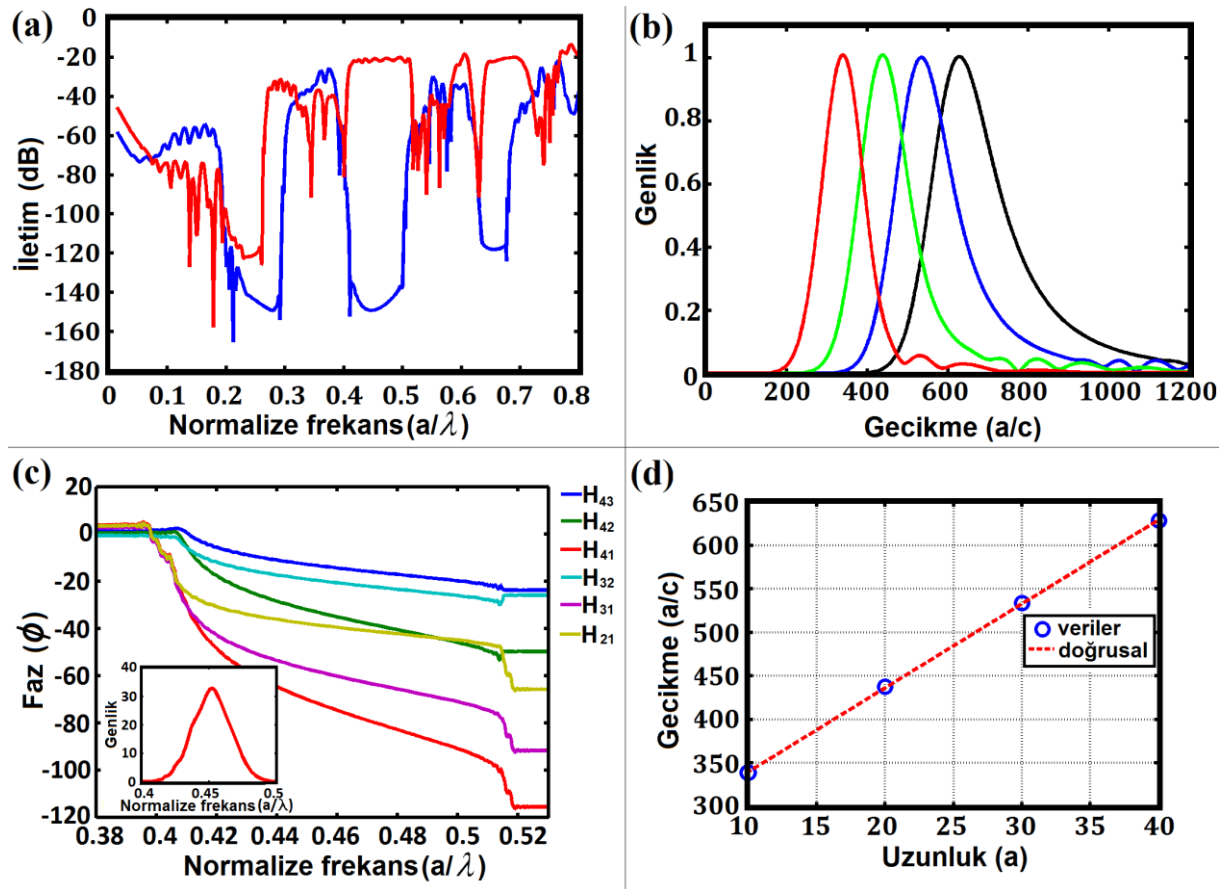 (a)
0
-20
-40
-60
-80
-100
-120
-140
-160
-180
İletim (dB)
0 0.1 0.2 0.3 0.4 0.5 0.6 0.7 0.8
Normalize frekans (a/λ)
(b)
1
0.8
0.6
0.4
0.2
0
Genlik
0 200 400 600 800 1000 1200
Gecikme (a/c)
(c)
20
0
-20
-40
-60
-80
-100
-120
Faz (ϕ)
0.38 0.4 0.42 0.44 0.46 0.48 0.5 0.52
Normalize frekans (a/λ)
H43
H42
H41
H32
H31
H21
40
30
20
10
0
Genlik
0.4 0.45 0.5
Normalize frekans (a/λ)
(d)
650
600
550
500
450
400
350
300
Gecikme (a/c)
10 15 20 25 30 35 40
Uzunluk (a)
veriler
doğrusal